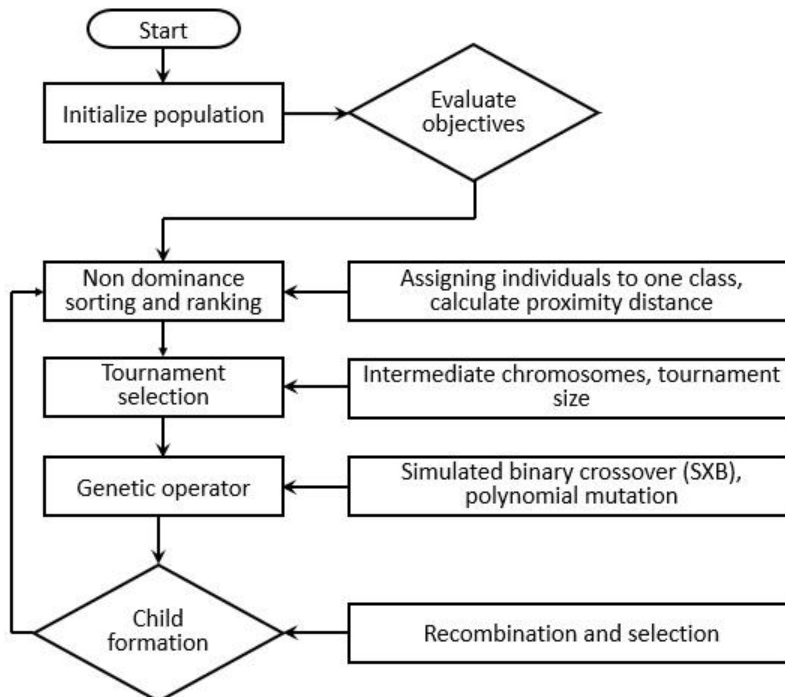 Start
Initialize population
Evaluate
objectives
Non dominance
sorting and ranking
Assigning individuals to one class,
calculate proximity distance
Tournament
selection
Intermediate chromosomes, tournament
size
Genetic operator
Simulated binary crossover (SXB),
polynomial mutation
Child
formation
Recombination and selection